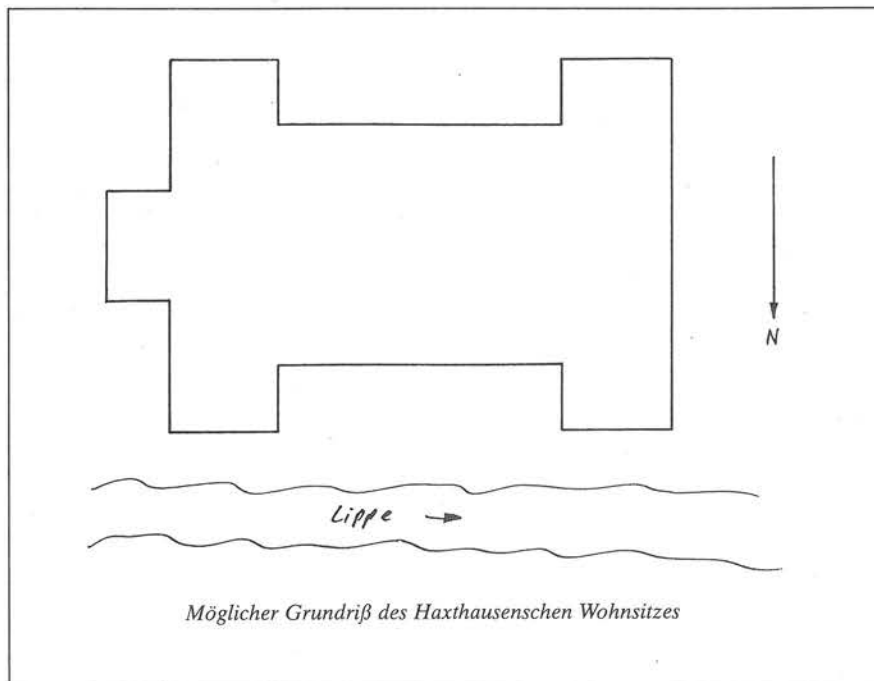 N
Lippe →
Möglicher Grundriß des Haxthausenschen Wohnsitzes